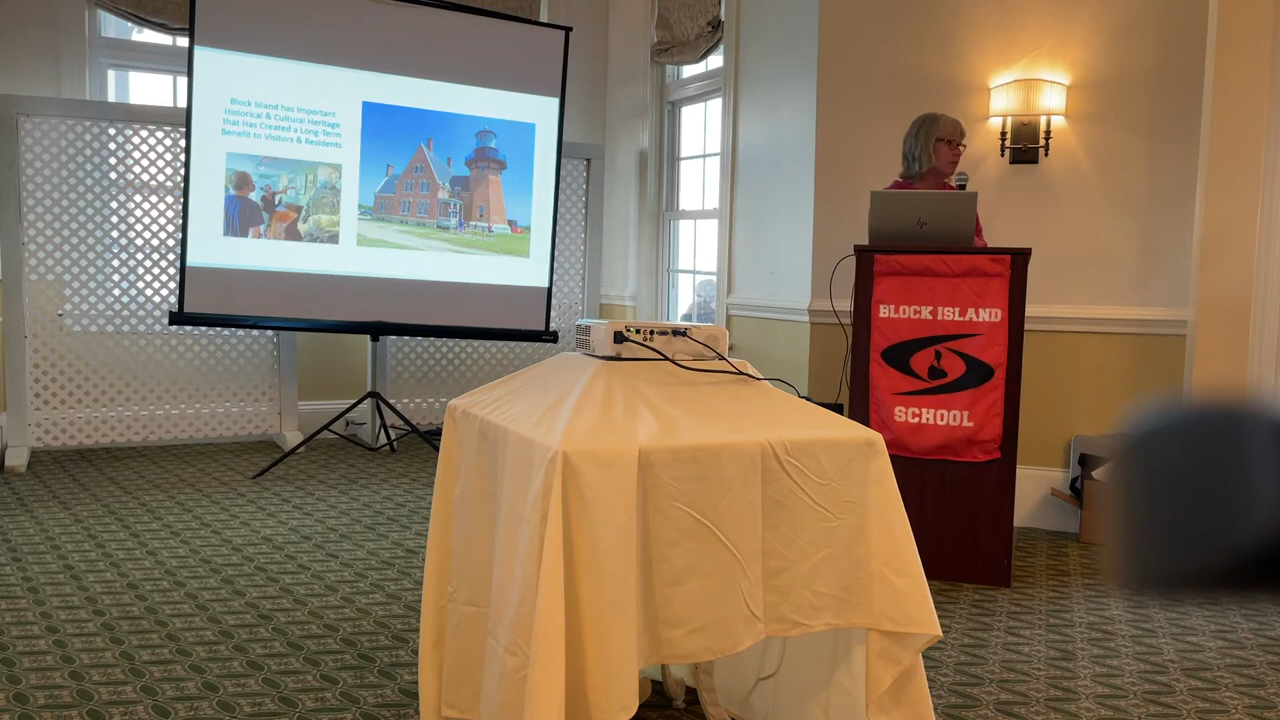 Block Island has Important
Historical & Cultural Heritage
that Has Created a Long-Term
Benefit to Visitors & Residents
hp
BLOCK ISLAND
SCHOOL